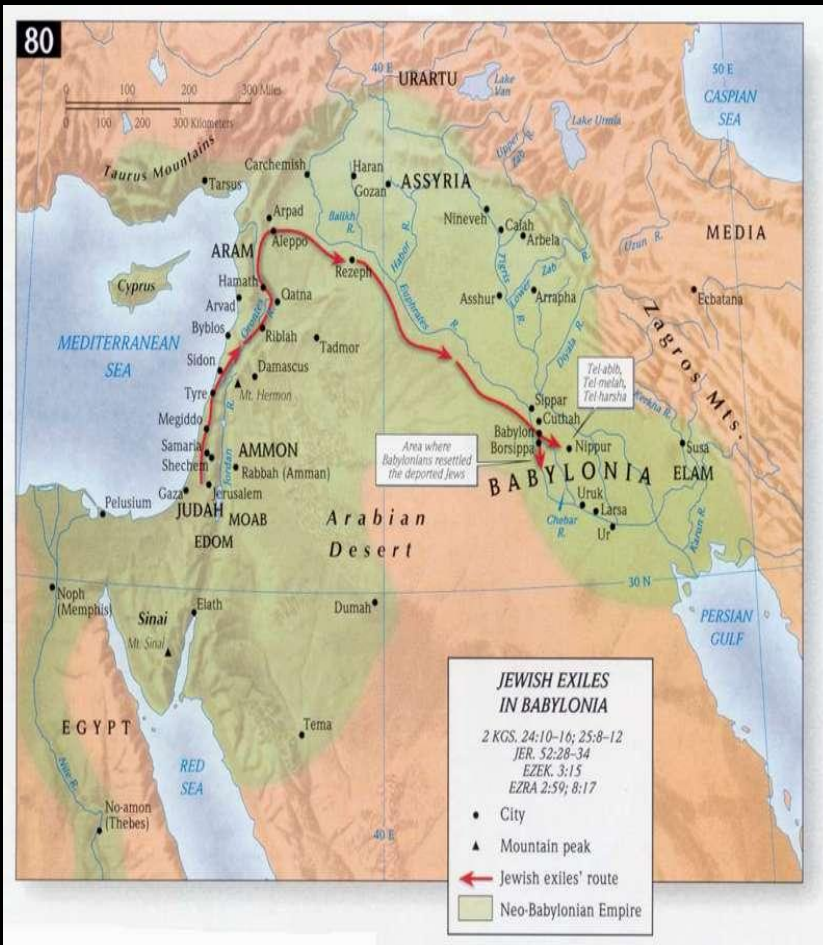 80
0 100 200 300 Miles
0 100 200 300 Kilometers
40 E
50 E
URARTU
Lake
Van
CASPIAN
SEA
Lake Urmia
Upper
Zab R.
Taurus Mountains
Tarsus
Carchemish
Haran
Gozan
ASSYRIA
Balikh
R.
Habor R.
Nineveh
Calah
Arbela
Uzun R.
MEDIA
Arpad
Aleppo
ARAM
Rezeph
Tigris
R.
Lower Zab
Asshur
Arrapha
Ecbatana
Cyprus
Hamath
Arvad
Qatna
Orontes
R.
Euphrates
R.
Byblos
Riblah
Tadmor
Diyala R.
Zagros Mts.
MEDITERRANEAN
SEA
Sidon
Damascus
Mt. Hermon
Tyre
Tel-abib,
Tel-melah,
Tel-harsha
Kerkha R.
Sippar
Cuthah
Babylon
Borsippa
Nippur
Susa
ELAM
Megiddo
Samaria
Shechem
AMMON
Rabbah (Amman)
Jordan
R.
Area where
Babylonians resettled
the deported Jews
BABYLONIA
Pelusium
Gaza
Jerusalem
JUDAH
MOAB
EDOM
Arabian
Desert
Uruk
Larsa
Ur
Chebar
R.
Karun R.
30 N
Noph
(Memphis)
Sinai
Mt. Sinai
Elath
Dumah
PERSIAN
GULF
EGYPT
Nile R.
RED
SEA
Tema
No-amon
(Thebes)
40 E
JEWISH EXILES
IN BABYLONIA
2 KGS. 24:10–16; 25:8–12
JER. 52:28–34
EZEK. 3:15
EZRA 2:59; 8:17
City
Mountain peak
Jewish exiles' route
Neo-Babylonian Empire